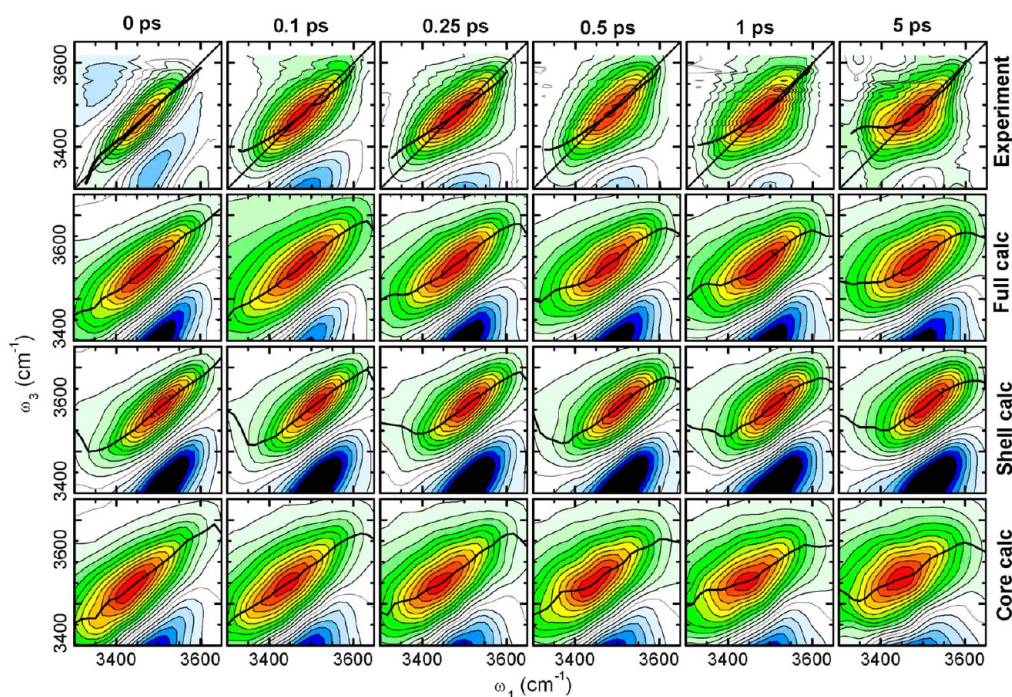 0 ps 0.1 ps 0.25 ps 0.5 ps 1 ps 5 ps
3600
3400
Experiment
3600
3400
Full calc
3600
3400
Shell calc
3600
3400
Core calc
ω3 (cm-1)
3400 3600 3400 3600 3400 3600 3400 3600 3400 3600 3400 3600
ω1 (cm-1)